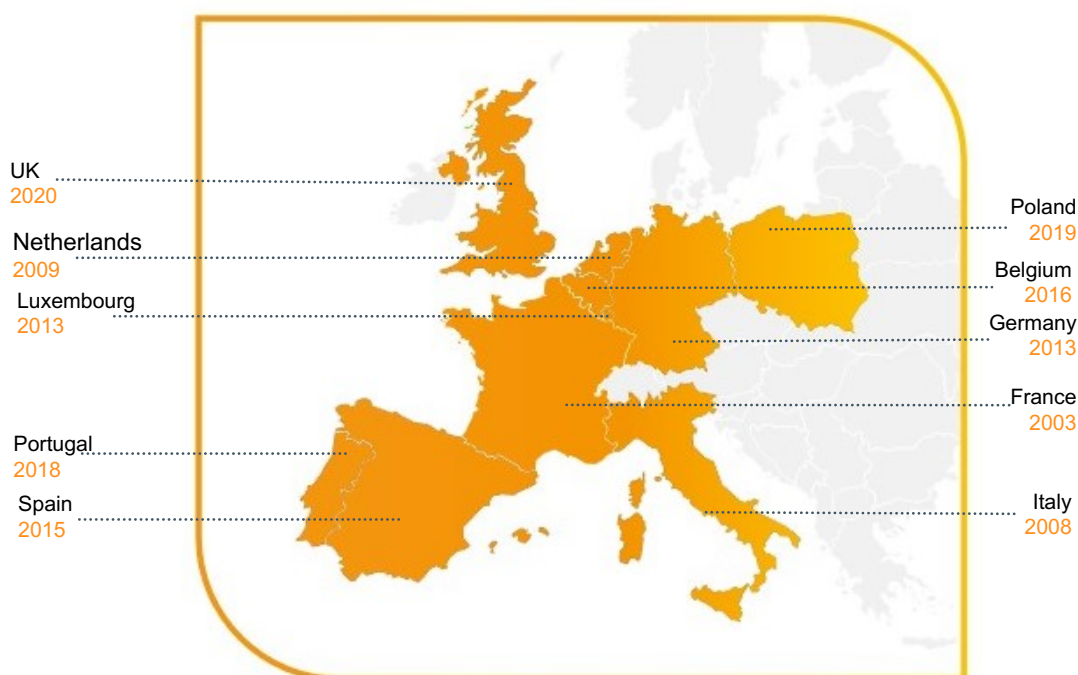 UK
2020
Netherlands
2009
Luxembourg
2013
Portugal
2018
Spain
2015
Poland
2019
Belgium
2016
Germany
2013
France
2003
Italy
2008